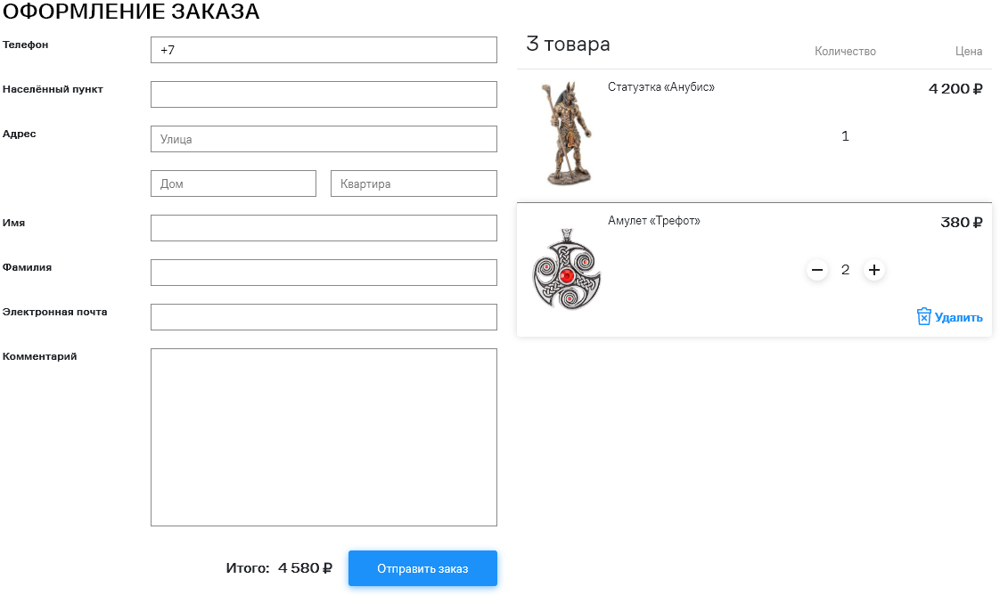 ОФОРМЛЕНИЕ ЗАКАЗА
Телефон
+7
Населённый пункт
Адрес
Улица
Дом
Квартира
Имя
Фамилия
Электронная почта
Комментарий
Итого: 4 580 ₽
Отправить заказ
3 товара
Количество
Цена
Статуэтка «Анубис»
4 200 ₽
1
Амулет «Трефот»
380 ₽
2
Удалить